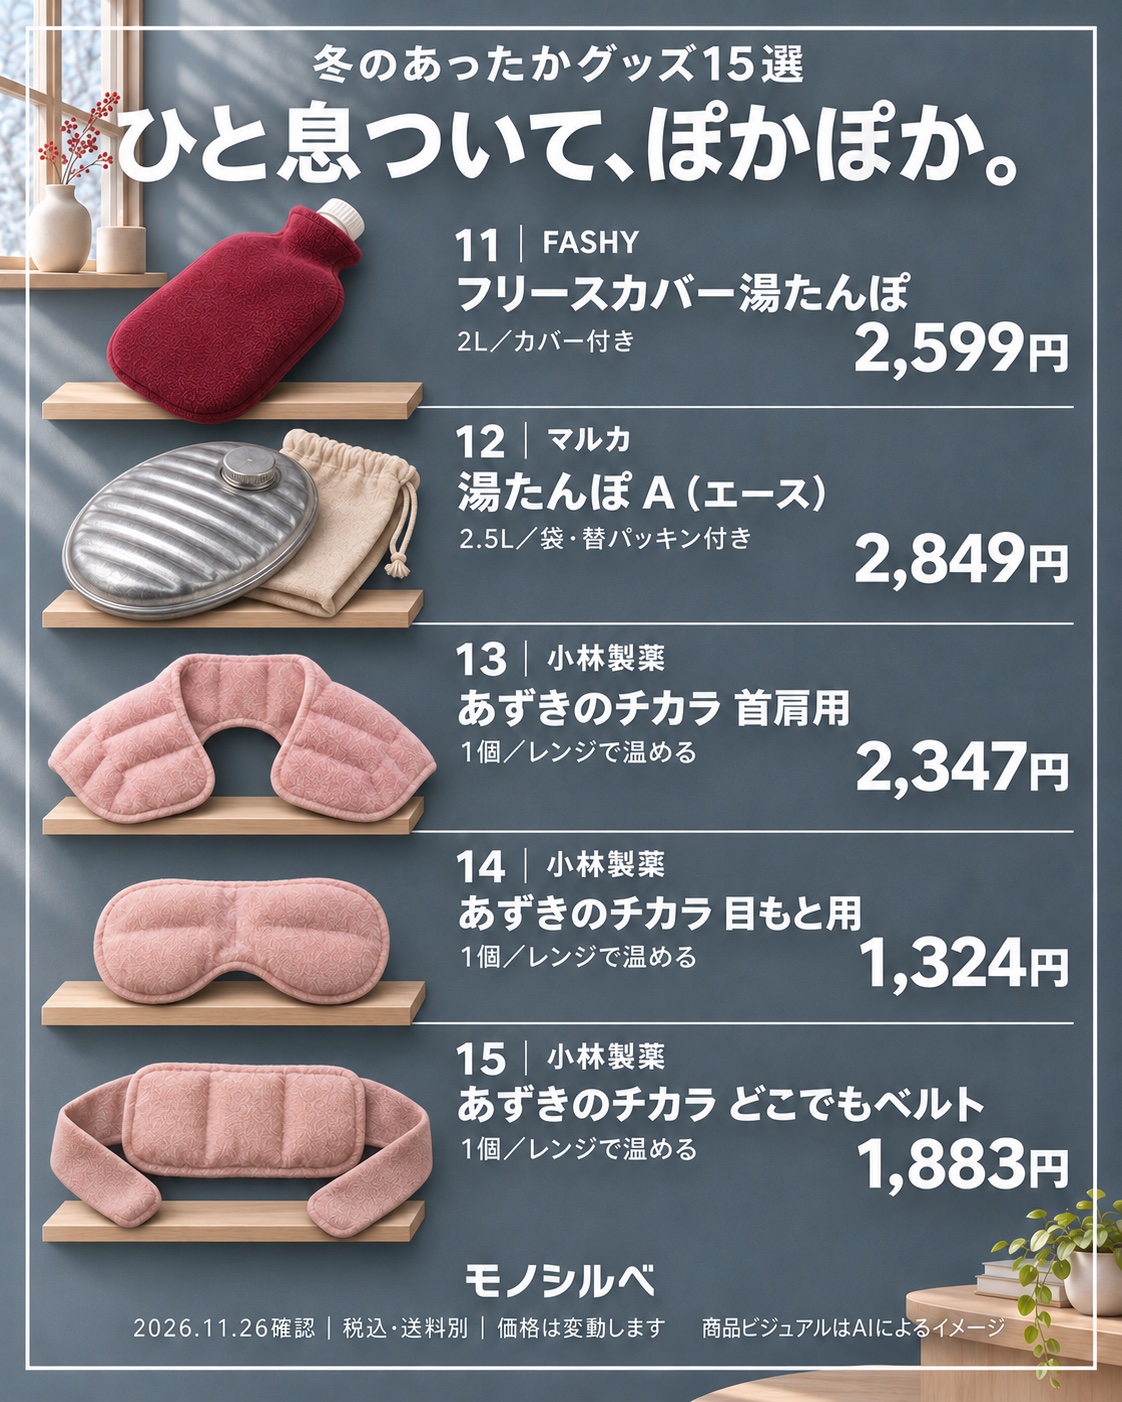 冬のあったかグッズ15選
ひと息ついて、ぽかぽか。
11｜FASHY
フリースカバー湯たんぽ
2L／カバー付き
2,599円
12｜マルカ
湯たんぽ A（エース）
2.5L／袋・替パッキン付き
2,849円
13｜小林製薬
あずきのチカラ 首肩用
1個／レンジで温める
2,347円
14｜小林製薬
あずきのチカラ 目もと用
1個／レンジで温める
1,324円
15｜小林製薬
あずきのチカラ どこでもベルト
1個／レンジで温める
1,883円
モノシルベ
2026.11.26確認｜税込・送料別｜価格は変動します　商品ビジュアルはAIによるイメージ